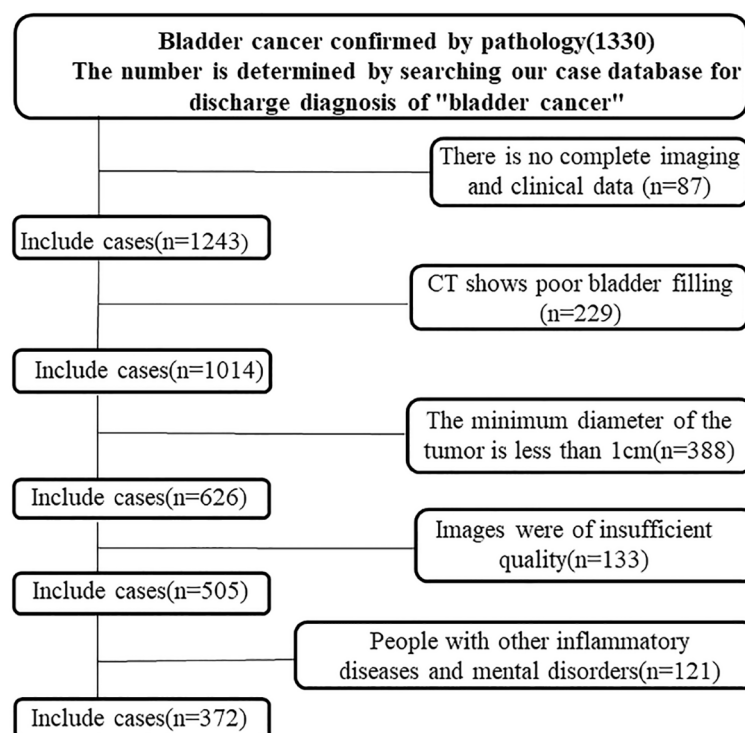 Bladder cancer confirmed by pathology(1330)
The number is determined by searching our case database for
discharge diagnosis of "bladder cancer"
There is no complete imaging
and clinical data (n=87)
Include cases(n=1243)
CT shows poor bladder filling
(n=229)
Include cases(n=1014)
The minimum diameter of the
tumor is less than 1cm(n=388)
Include cases(n=626)
Images were of insufficient
quality(n=133)
Include cases(n=505)
People with other inflammatory
diseases and mental disorders(n=121)
Include cases(n=372)